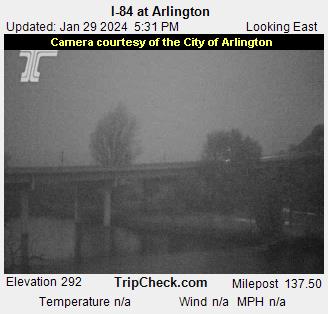 I-84 at Arlington
Updated: Jan 29 2024 5:31 PM Looking East
Camera courtesy of the City of Arlington
Elevation 292 TripCheck.com Milepost 137.50
Temperature n/a Wind n/a MPH n/a